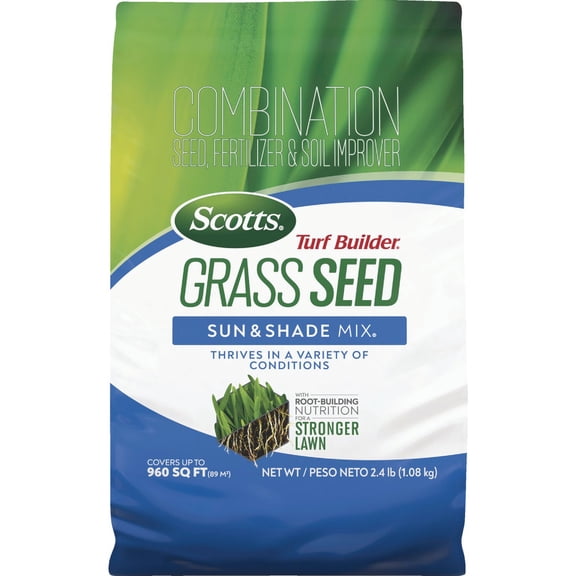 COMBINATION
SEED, FERTILIZER & SOIL IMPROVER
Scotts®
Turf Builder®
GRASS SEED
SUN & SHADE MIX®
THRIVES IN A VARIETY OF
CONDITIONS
WITH
ROOT-BUILDING
NUTRITION
FOR A
STRONGER
LAWN
COVERS UP TO
960 SQ FT (89 M²)
NET WT / PESO NETO 2.4 lb (1.08 kg)